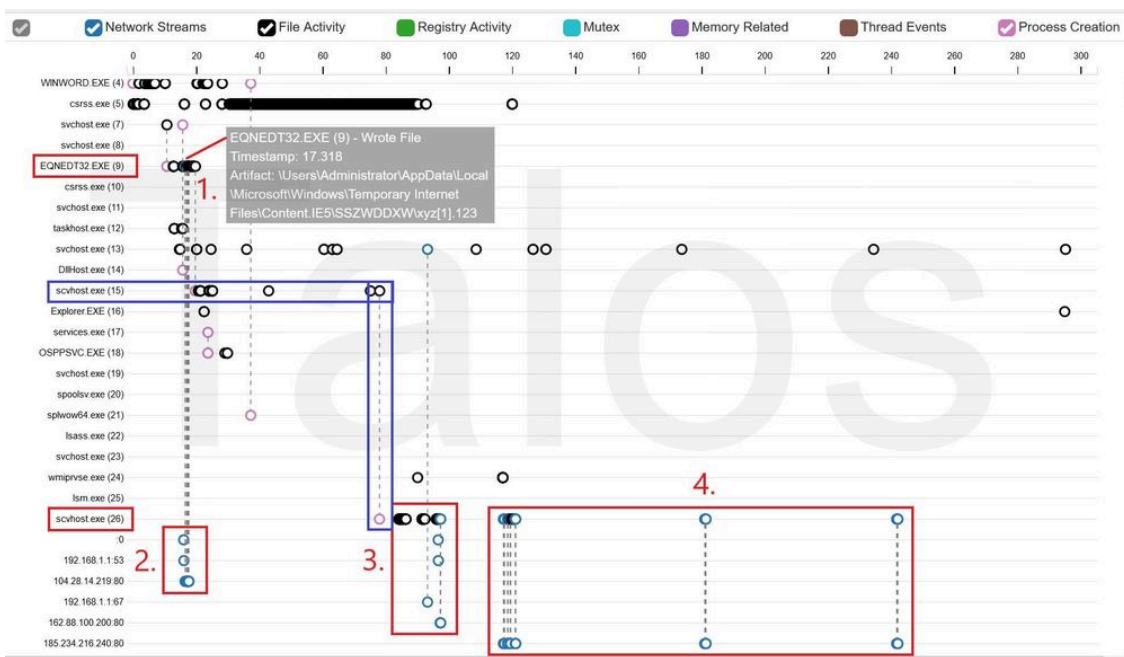 Network Streams File Activity Registry Activity Mutex Memory Related Thread Events Process Creation
0 20 40 60 80 100 120 140 160 180 200 220 240 260 280 300
WINWORD.EXE (4)
csrss.exe (5)
svchost.exe (7)
svchost.exe (8)
EQNEDT32.EXE (9)
csrss.exe (10)
svchost.exe (11)
taskhost.exe (12)
svchost.exe (13)
DllHost.exe (14)
scvhost.exe (15)
Explorer.EXE (16)
services.exe (17)
OSPPSVC.EXE (18)
svchost.exe (19)
spoolsv.exe (20)
splwow64.exe (21)
lsass.exe (22)
svchost.exe (23)
wmiprvse.exe (24)
lsm.exe (25)
scvhost.exe (26)
:0
192.168.1.1:53
104.28.14.219:80
192.168.1.1:67
162.88.100.200:80
185.234.216.240:80
EQNEDT32.EXE (9) - Wrote File
Timestamp: 17.318
Artifact: \Users\Administrator\AppData\Local
\Microsoft\Windows\Temporary Internet
Files\Content.IE5\SSZWDDXW\xyz[1].123
1.
2.
3.
4.
Talos